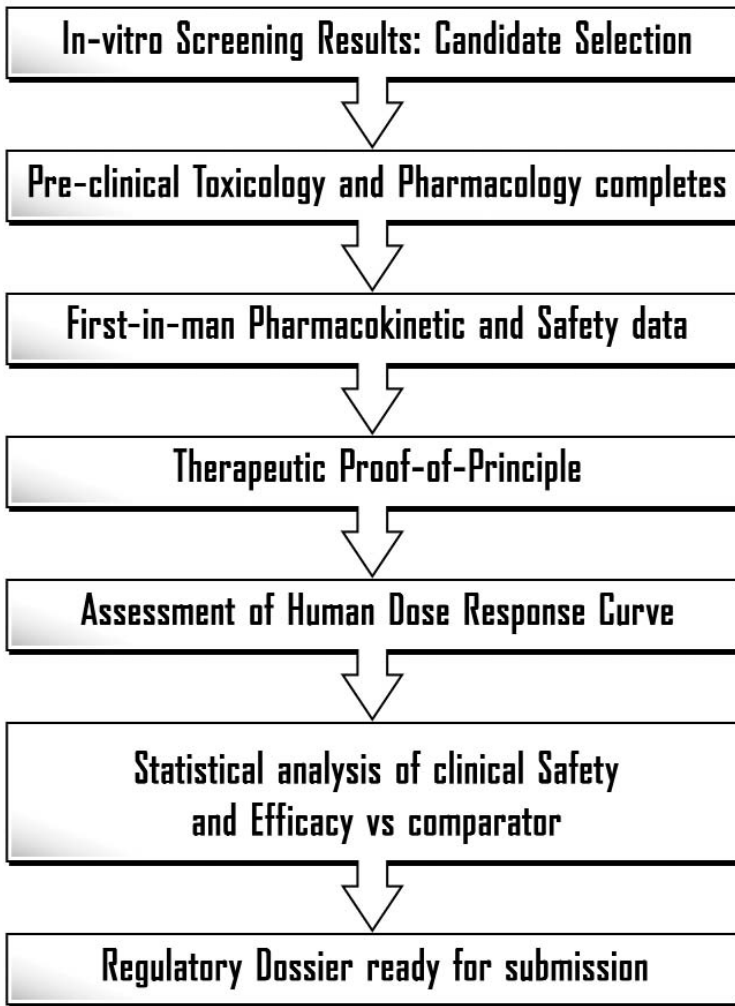 In-vitro Screening Results: Candidate Selection
Pre-clinical Toxicology and Pharmacology completes
First-in-man Pharmacokinetic and Safety data
Therapeutic Proof-of-Principle
Assessment of Human Dose Response Curve
Statistical analysis of clinical Safety
and Efficacy vs comparator
Regulatory Dossier ready for submission